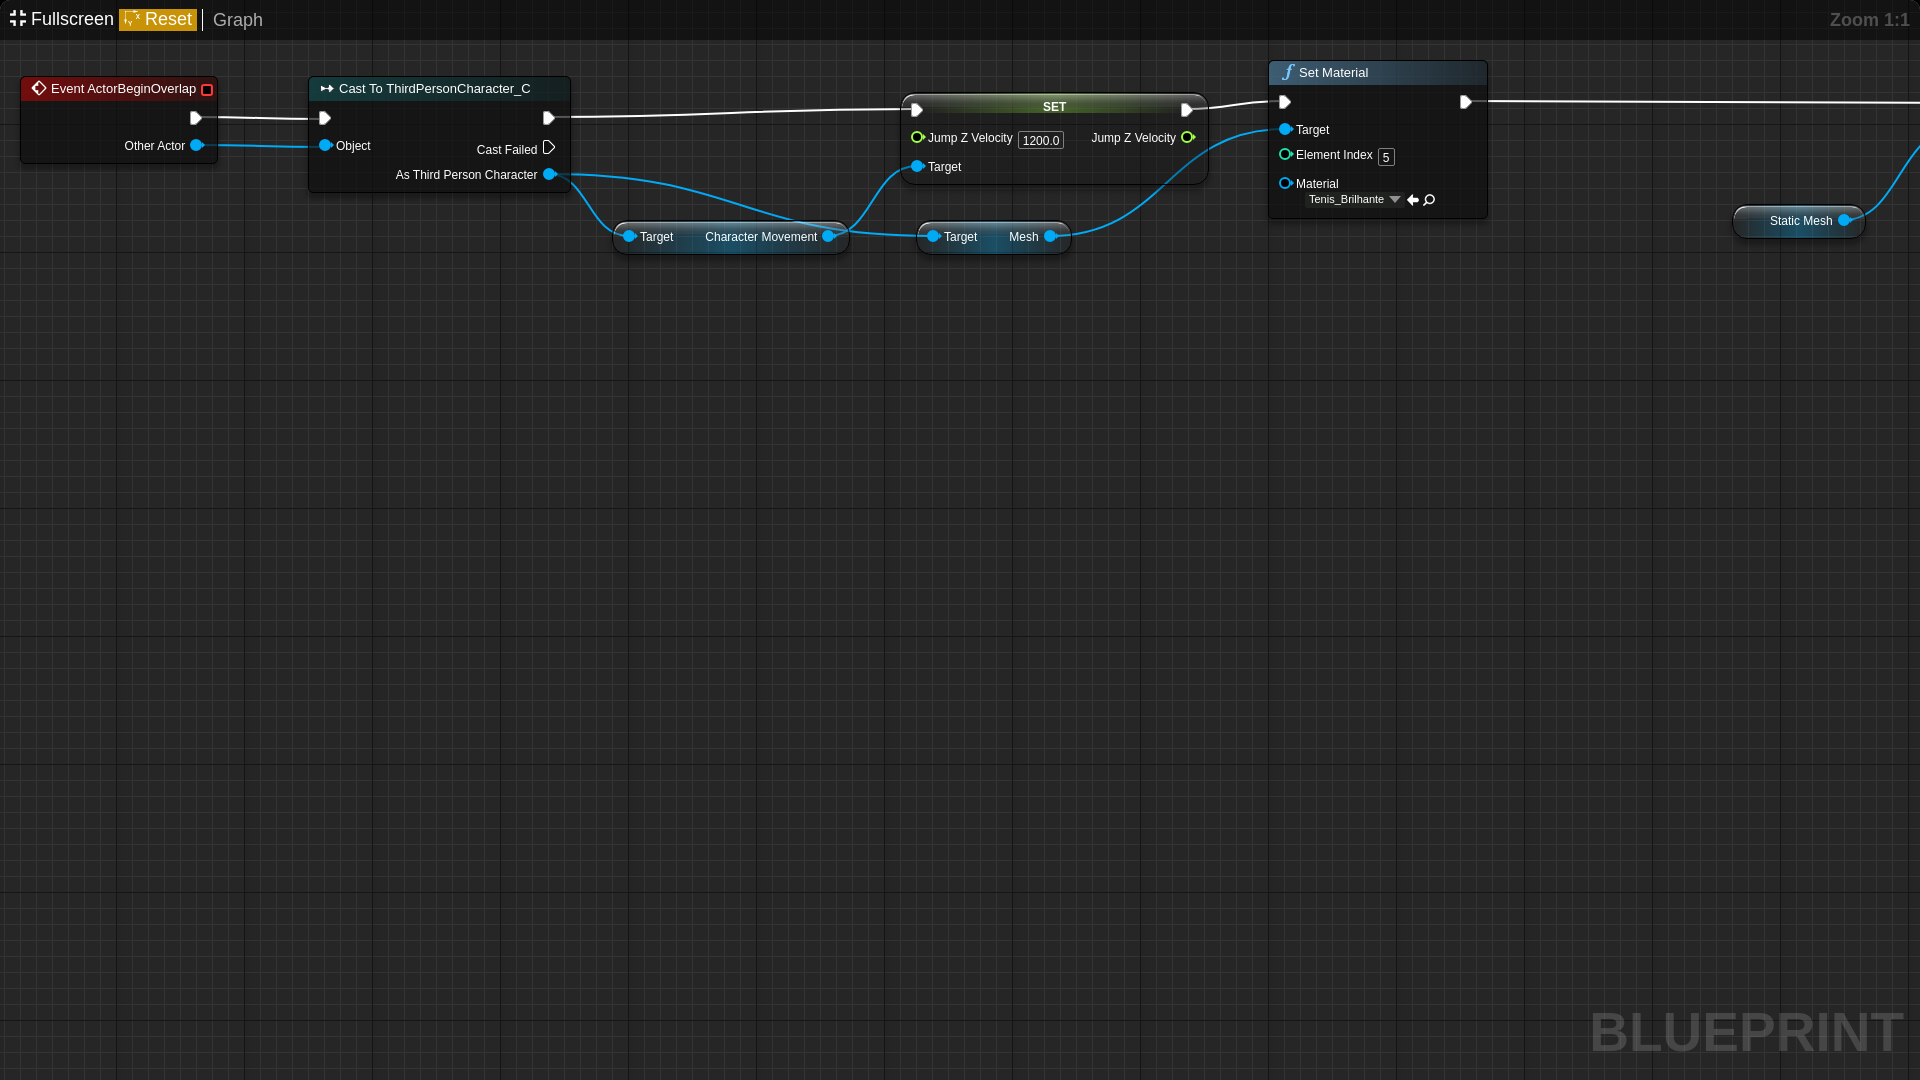 Fullscreen Reset Graph
Zoom 1:1
Event ActorBeginOverlap
Other Actor
Cast To ThirdPersonCharacter_C
Object
Cast Failed
As Third Person Character
Target Character Movement
SET
Jump Z Velocity 1200.0 Jump Z Velocity
Target
Target Mesh
Set Material
Target
Element Index 5
Material
Tenis_Brilhante
Static Mesh
BLUEPRINT